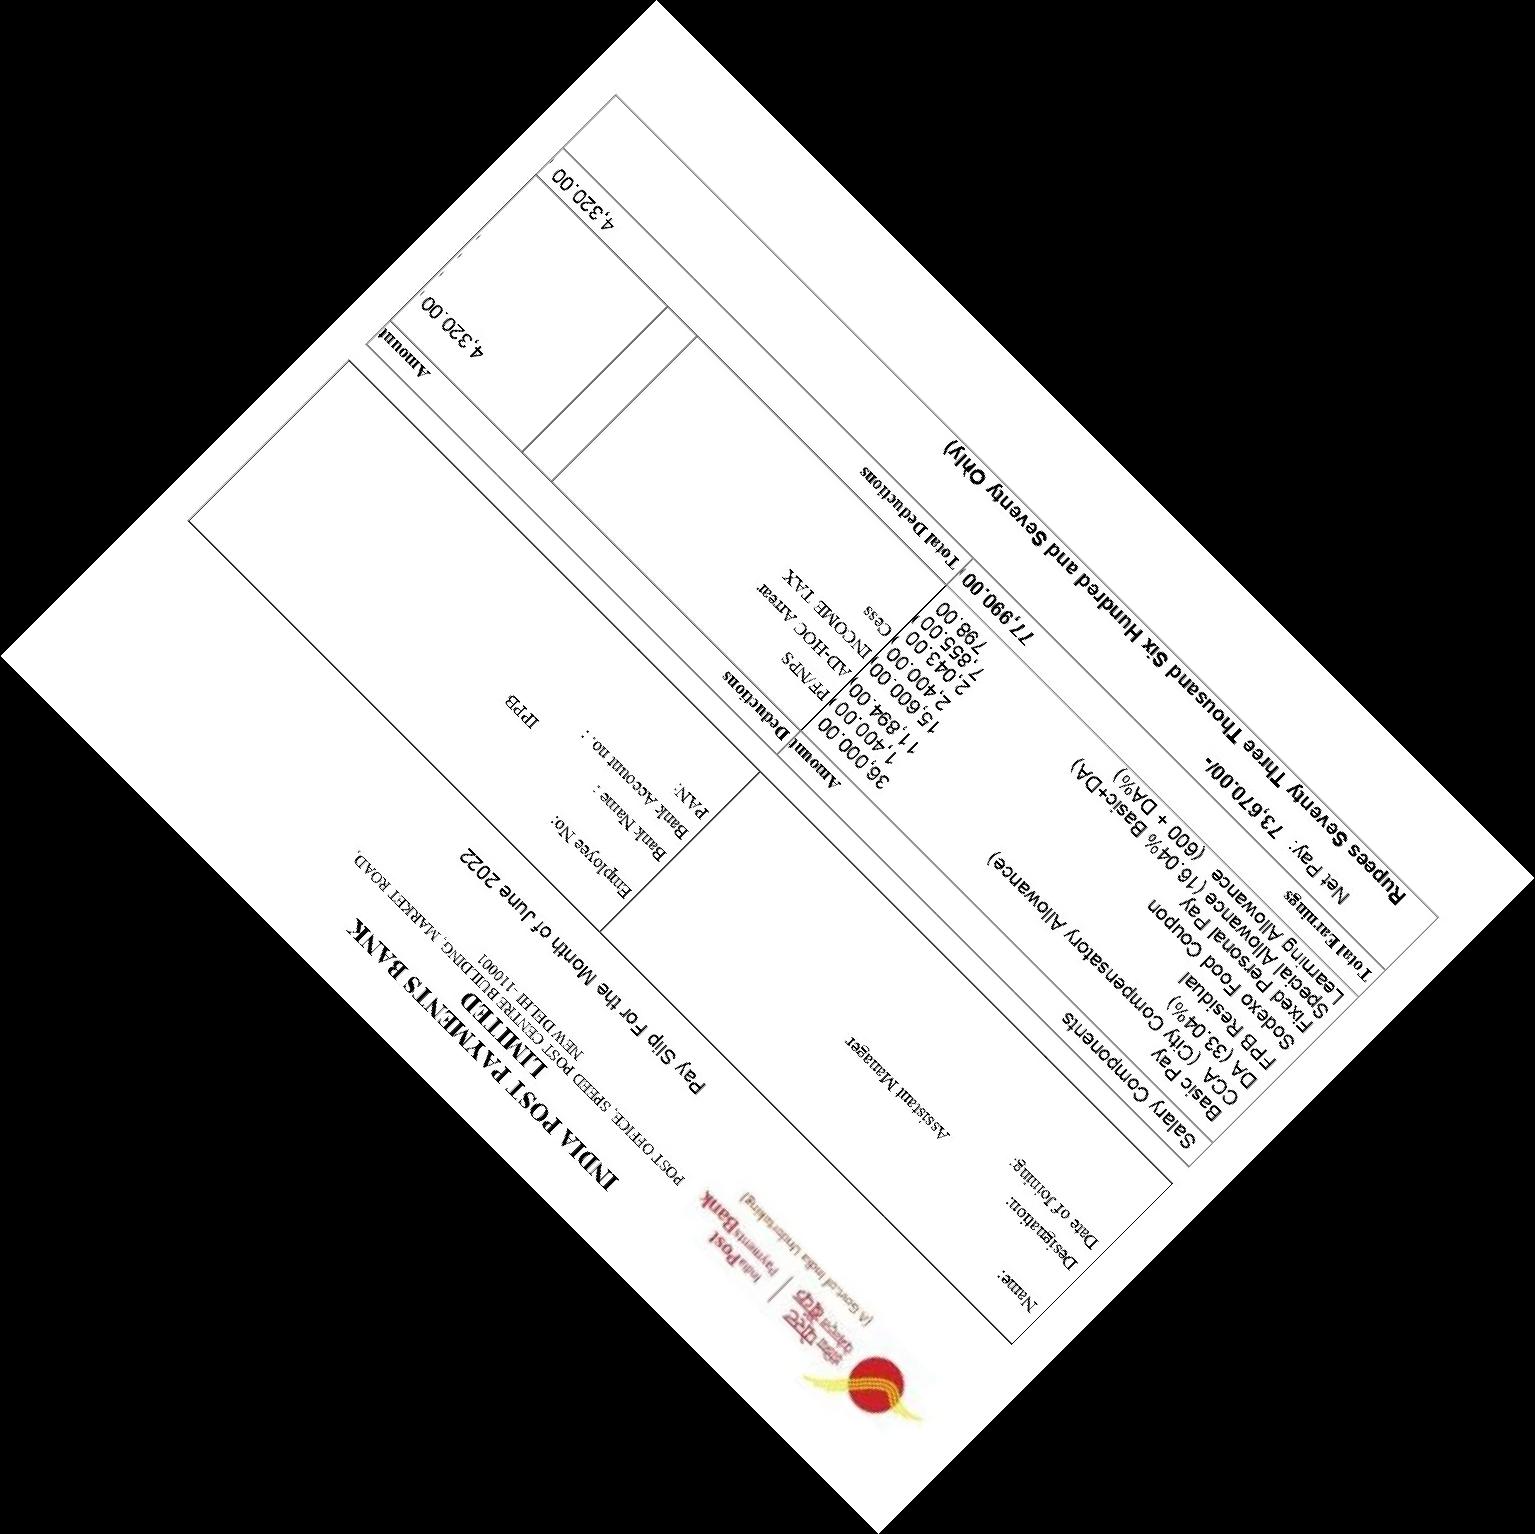 इंडिया पोस्ट
पेमेंट्स बैंक
IndiaPost
PaymentsBank
(A Govt.of India Undertaking)
INDIA POST PAYMENTS BANK
LIMITED
POST OFFICE, SPEED POST CENTRE BUILDING, MARKET ROAD,
NEW DELHI -110001
Pay Slip For the Month of June 2022
Name: Employee No:
Designation: Assistant Manager Bank Name : IPPB
Date of Joining: Bank Account no. :
PAN:
Salary Components Amount Deductions Amount
Basic Pay 36,000.00 PF/NPS 4,320.00
CCA (City Compensatory Allowance) 1,400.00 AD-HOC Arrear
DA (33.04%) 11,894.00 INCOME TAX
FPB Residual 15,600.00 Cess
Sodexo Food Coupon 2,400.00
Fixed Personal Pay 2,043.00
Special Allowance (16.04% Basic+DA) 7,855.00
Learning Allowance (600 + DA%) 798.00
Total Earnings 77,990.00 Total Deductions 4,320.00
Net Pay: 73,670.00/-
Rupees Seventy Three Thousand Six Hundred and Seventy Only)